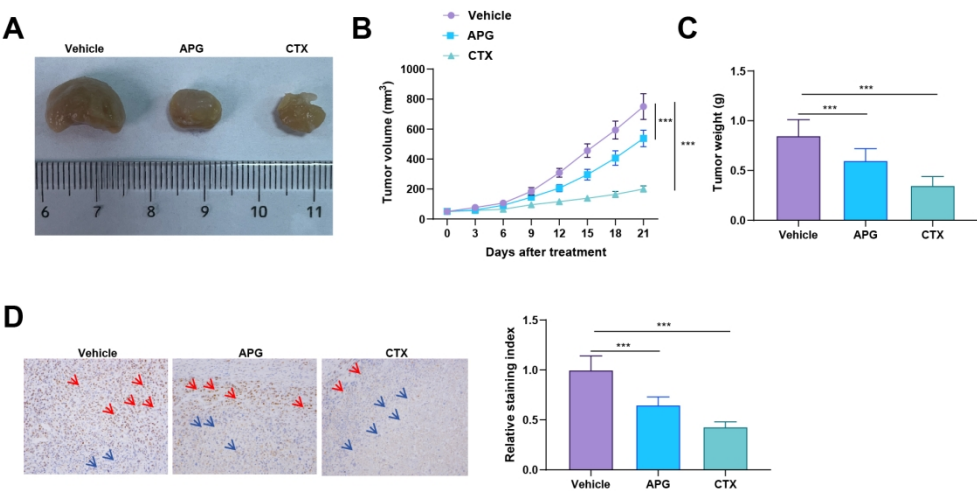 A
Vehicle
APG
CTX
6 7 8 9 10 11
B
Vehicle
APG
CTX
Tumor volume (mm3)
1000
800
600
400
200
0
0 3 6 9 12 15 18 21
Days after treatment
***
***
C
Tumor weight (g)
1.5
1.0
0.5
0.0
***
***
Vehicle APG CTX
D
Vehicle
APG
CTX
Relative staining index
1.5
1.0
0.5
0.0
***
***
Vehicle APG CTX